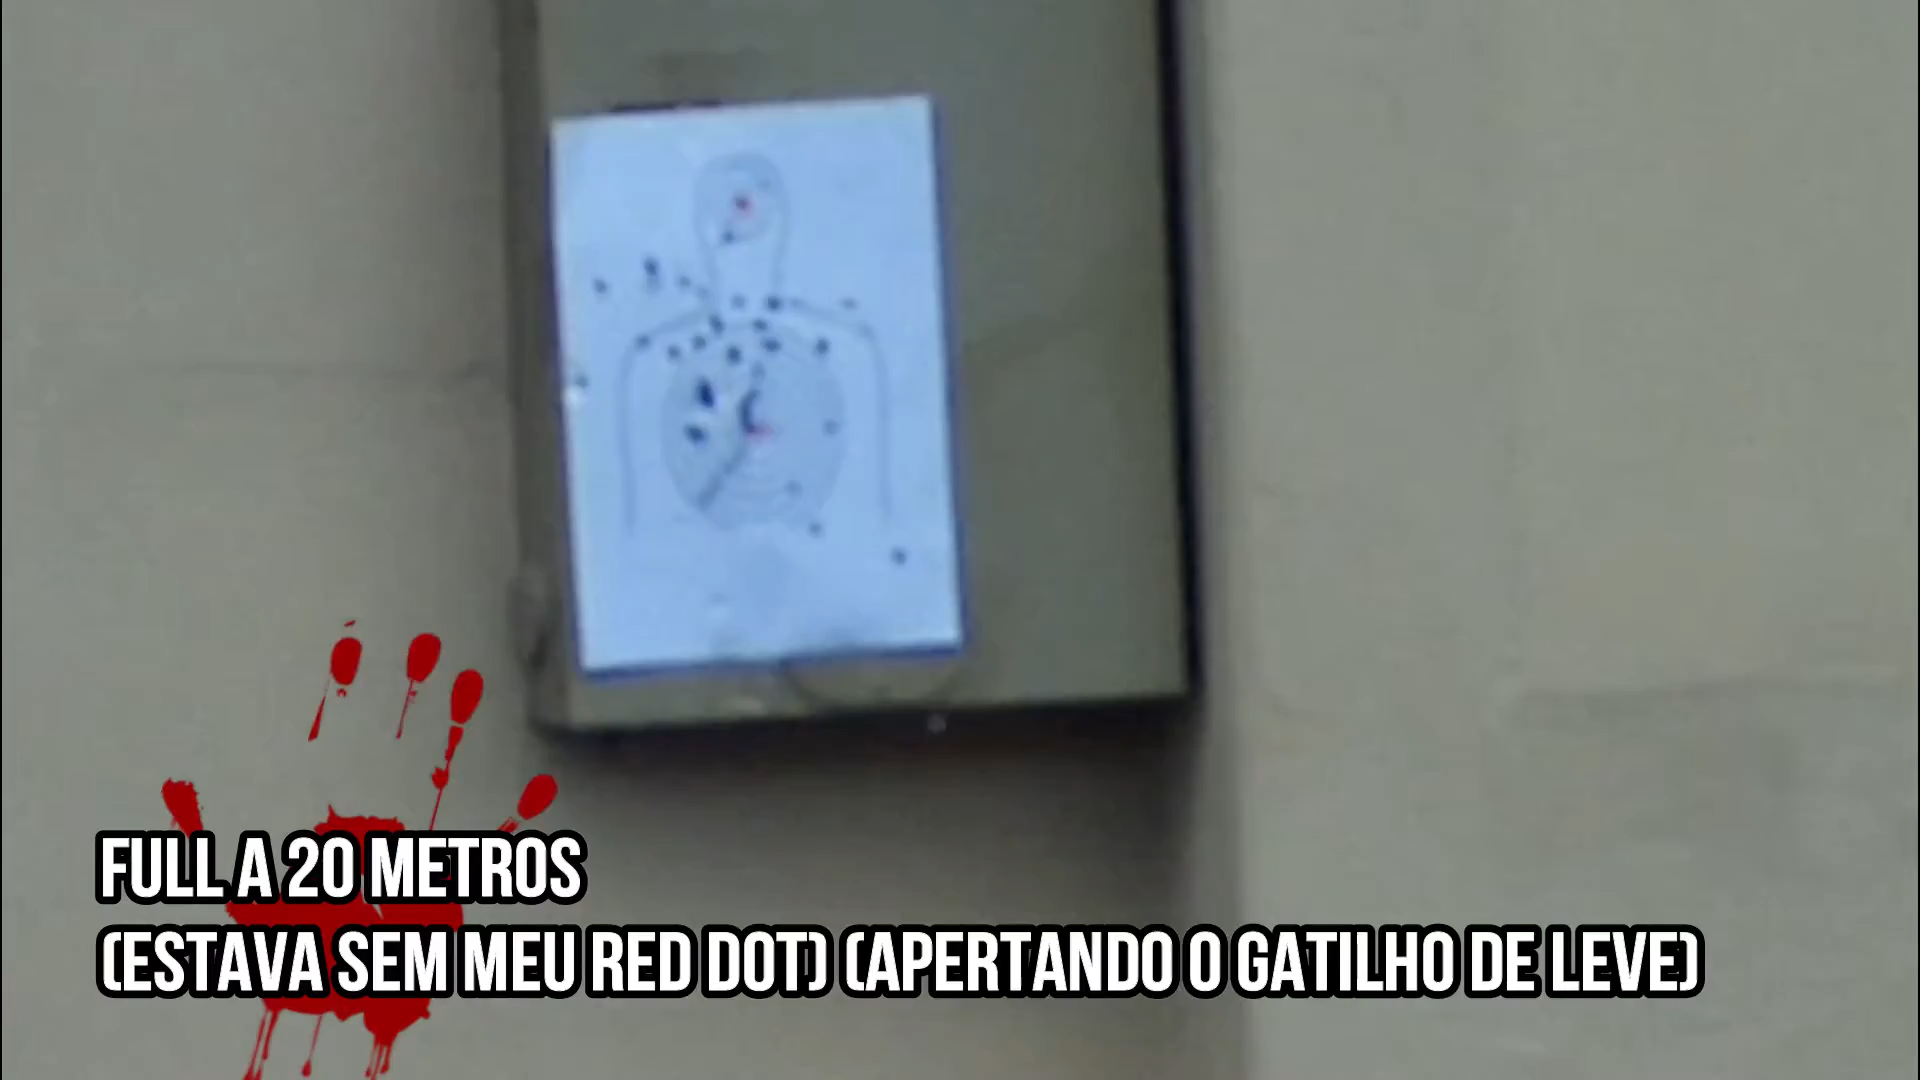 FULL A 20 METROS
(ESTAVA SEM MEU RED DOT) (APERTANDO O GATILHO DE LEVE)